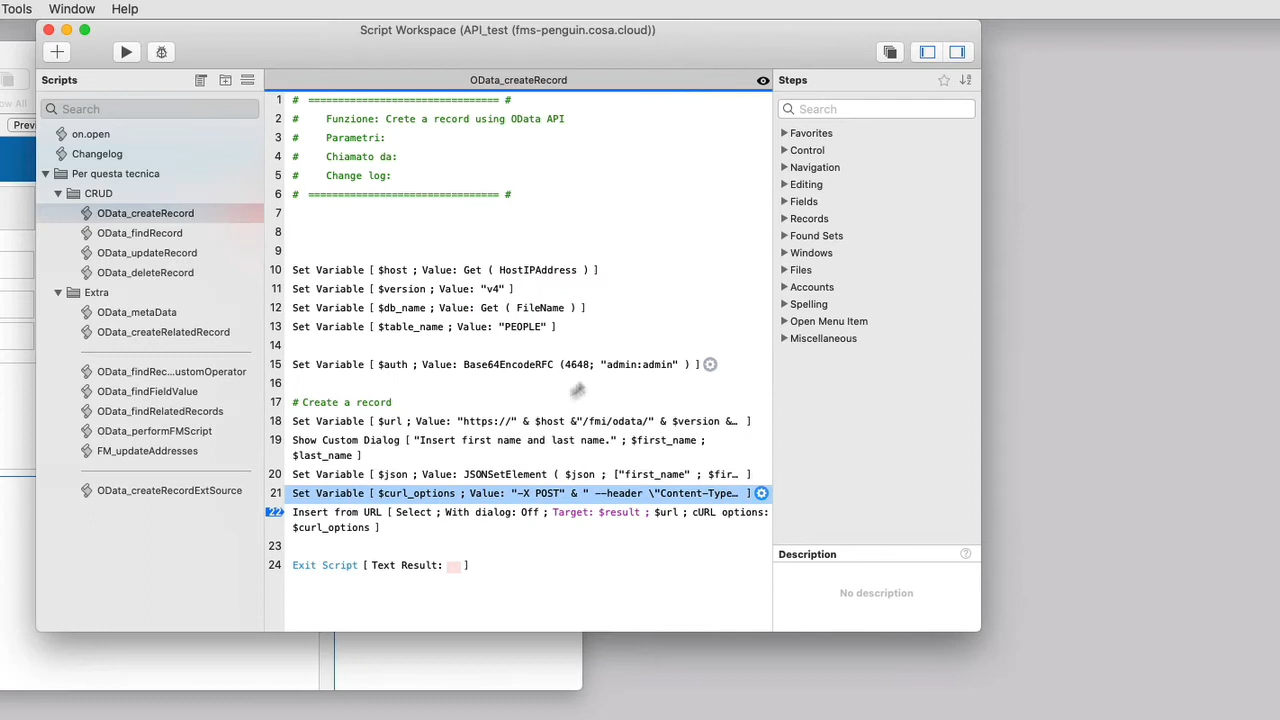 Tools Window Help
Script Workspace (API_test (fms-penguin.cosa.cloud))
Scripts
OData_createRecord
Steps
Search
Search
on.open
Changelog
Per questa tecnica
CRUD
OData_createRecord
OData_findRecord
OData_updateRecord
OData_deleteRecord
Extra
OData_metaData
OData_createRelatedRecord
OData_findRec...ustomOperator
OData_findFieldValue
OData_findRelatedRecords
OData_performFMScript
FM_updateAddresses
OData_createRecordExtSource
1 # ================================ #
2 # Funzione: Crete a record using OData API
3 # Parametri:
4 # Chiamato da:
5 # Change log:
6 # ================================ #
7
8
9
10 Set Variable [ $host ; Value: Get ( HostIPAddress ) ]
11 Set Variable [ $version ; Value: "v4" ]
12 Set Variable [ $db_name ; Value: Get ( FileName ) ]
13 Set Variable [ $table_name ; Value: "PEOPLE" ]
14
15 Set Variable [ $auth ; Value: Base64EncodeRFC (4648; "admin:admin" ) ]
16
17 # Create a record
18 Set Variable [ $url ; Value: "https://" & $host &"/fmi/odata/" & $version &… ]
19 Show Custom Dialog [ "Insert first name and last name." ; $first_name ;
$last_name ]
20 Set Variable [ $json ; Value: JSONSetElement ( $json ; ["first_name" ; $fir… ]
21 Set Variable [ $curl_options ; Value: "-X POST" & " --header \"Content-Type… ]
22 Insert from URL [ Select ; With dialog: Off ; Target: $result ; $url ; cURL options:
$curl_options ]
23
24 Exit Script [ Text Result: ]
Favorites
Control
Navigation
Editing
Fields
Records
Found Sets
Windows
Files
Accounts
Spelling
Open Menu Item
Miscellaneous
Description
No description
how All
Prev